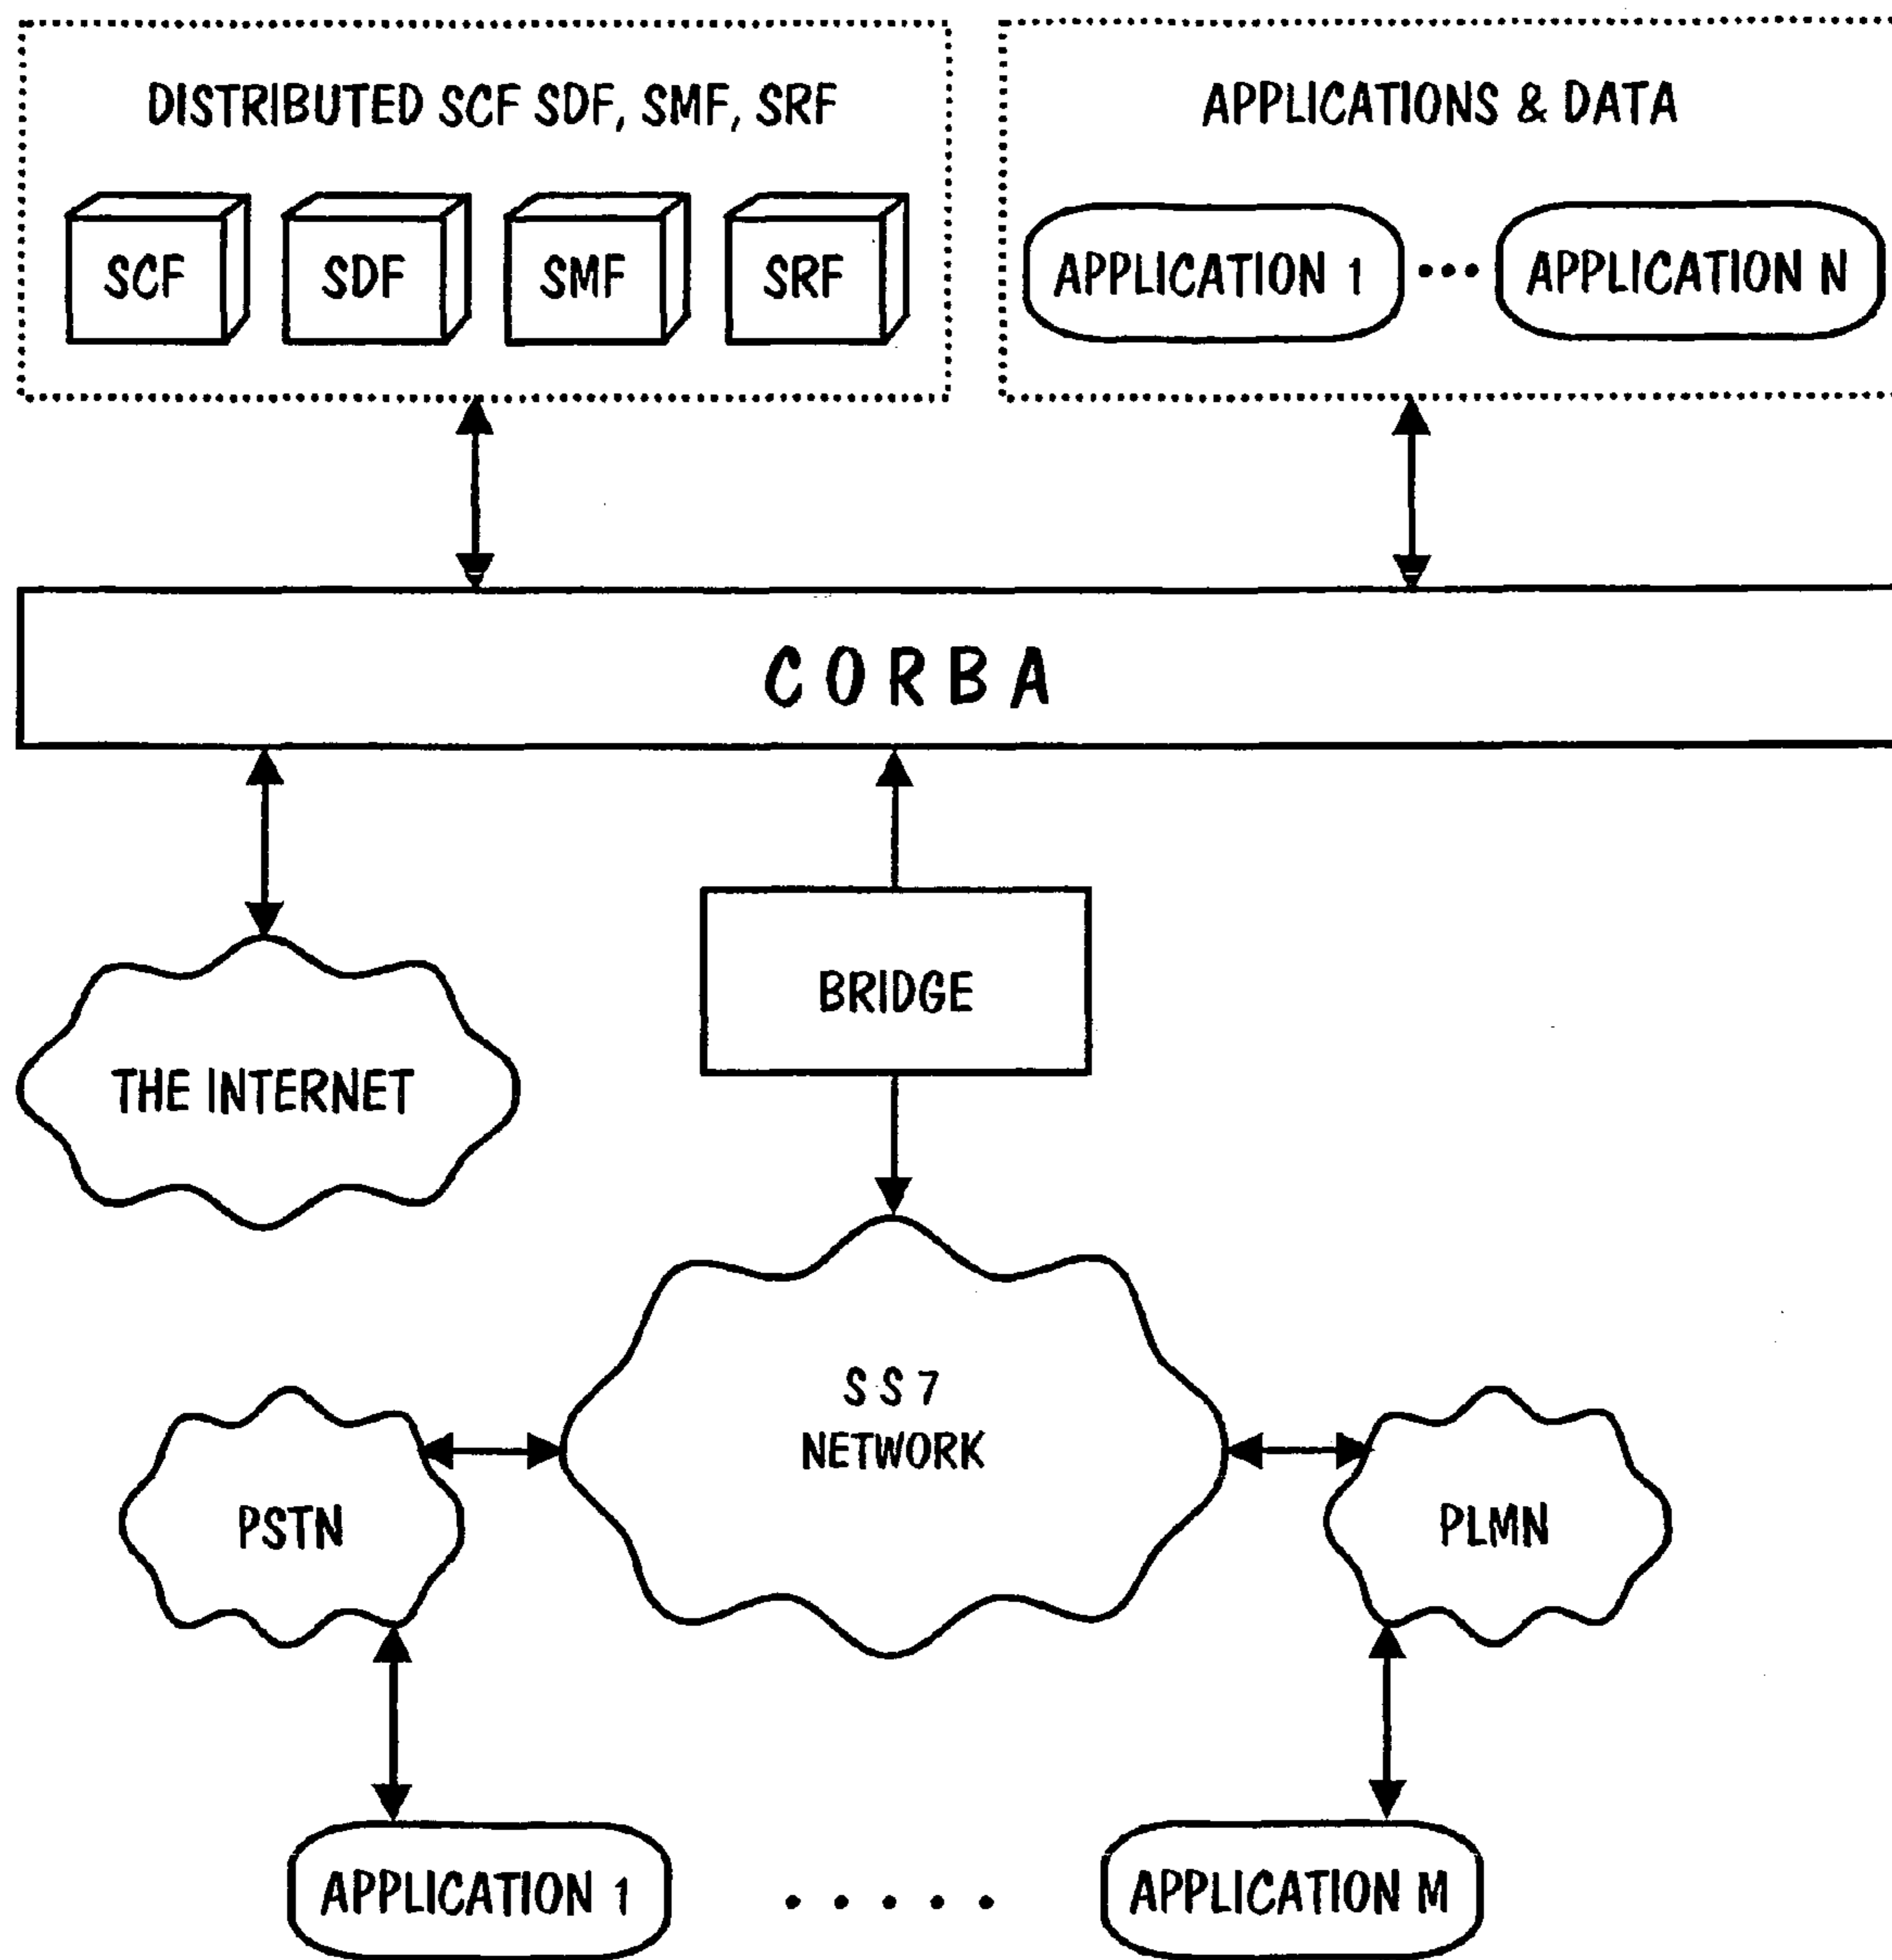 DISTRIBUTED SCF SDF, SMF, SRF
APPLICATIONS & DATA
SCF
SDF
SMF
SRF
APPLICATION 1
•••
APPLICATION N
CORBA
BRIDGE
THE INTERNET
SS7
NETWORK
PSTN
PLMN
APPLICATION 1
•••••
APPLICATION M